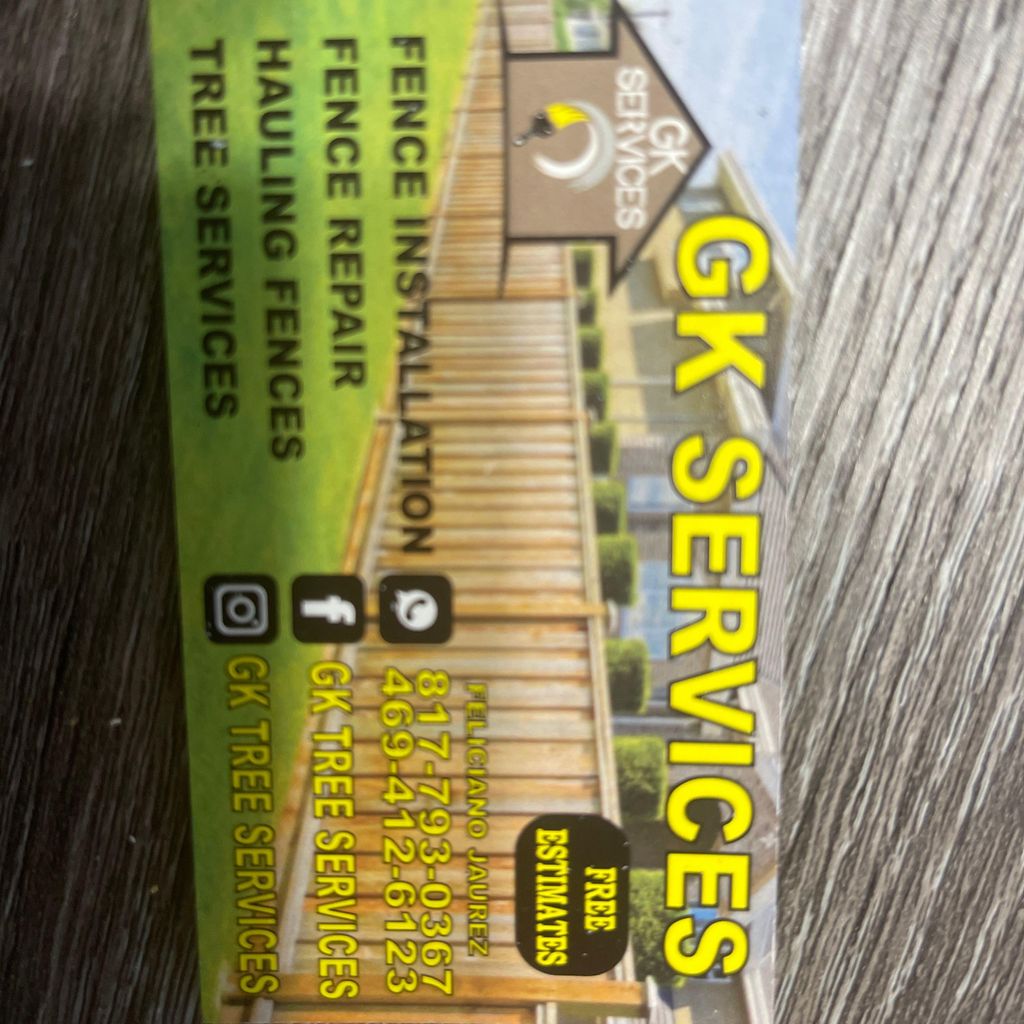 GK SERVICES
GK
SERVICES
FREE
ESTIMATES
FELICIANO JAUREZ
817-793-0367
469-412-6123
FENCE INSTALLATION
FENCE REPAIR
HAULING FENCES
TREE SERVICES
GK TREE SERVICES
GK TREE SERVICES